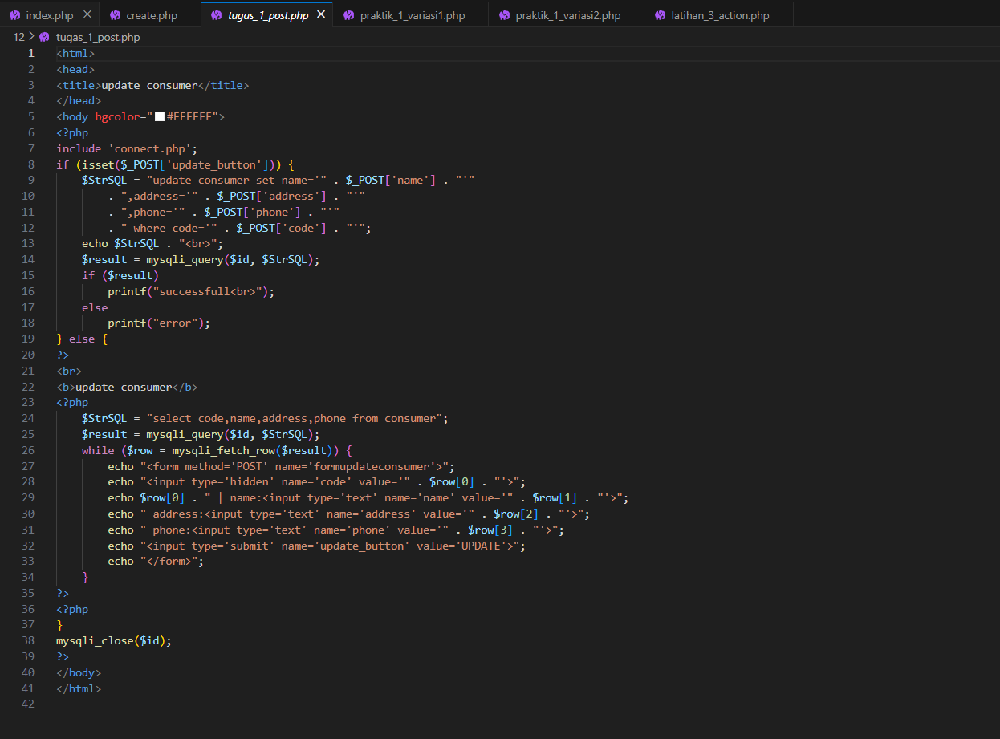 index.php
create.php
tugas_1_post.php
praktik_1_variasi1.php
praktik_1_variasi2.php
latihan_3_action.php
12 > tugas_1_post.php
1 <html>
2 <head>
3 <title>update consumer</title>
4 </head>
5 <body bgcolor="#FFFFFF">
6 <?php
7 include 'connect.php';
8 if (isset($_POST['update_button'])) {
9     $StrSQL = "update consumer set name='" . $_POST['name'] . "'"
10         . ",address='" . $_POST['address'] . "'"
11         . ",phone='" . $_POST['phone'] . "'"
12         . " where code='" . $_POST['code'] . "'";
13     echo $StrSQL . "<br>";
14     $result = mysqli_query($id, $StrSQL);
15     if ($result)
16         printf("successfull<br>");
17     else
18         printf("error");
19 } else {
20 ?>
21 <br>
22 <b>update consumer</b>
23 <?php
24     $StrSQL = "select code,name,address,phone from consumer";
25     $result = mysqli_query($id, $StrSQL);
26     while ($row = mysqli_fetch_row($result)) {
27         echo "<form method='POST' name='formupdateconsumer'>";
28         echo "<input type='hidden' name='code' value='" . $row[0] . "'>";
29         echo $row[0] . " | name:<input type='text' name='name' value='" . $row[1] . "'>";
30         echo " address:<input type='text' name='address' value='" . $row[2] . "'>";
31         echo " phone:<input type='text' name='phone' value='" . $row[3] . "'>";
32         echo "<input type='submit' name='update_button' value='UPDATE'>";
33         echo "</form>";
34     }
35 ?>
36 <?php
37 }
38 mysqli_close($id);
39 ?>
40 </body>
41 </html>
42